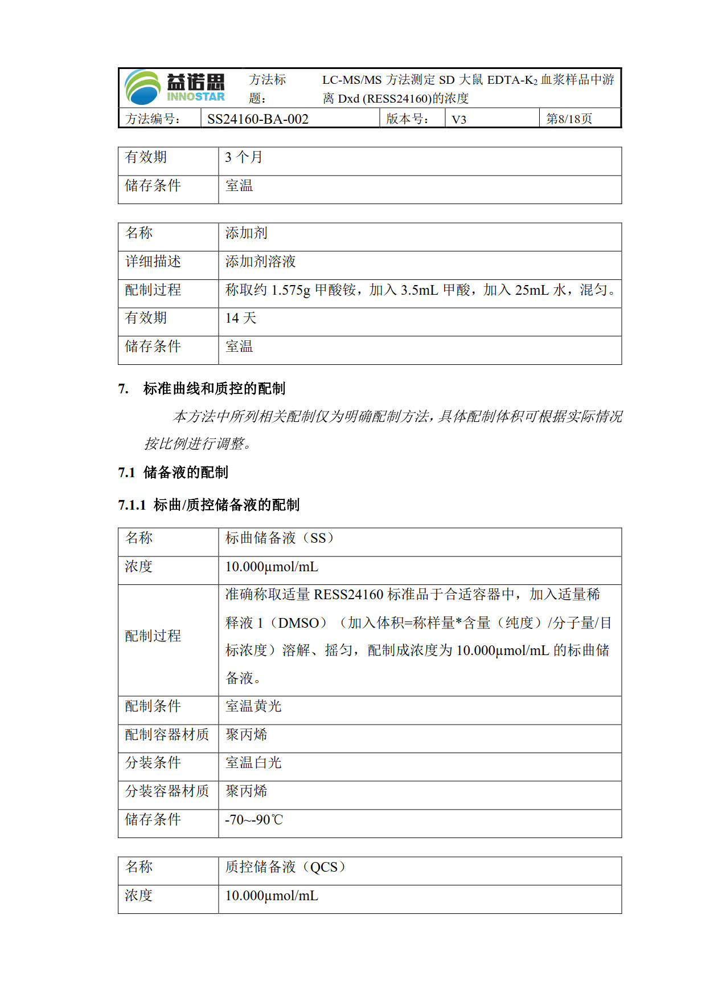 益诺思
INNOSTAR
方法标
题：
LC-MS/MS 方法测定 SD 大鼠 EDTA-K2 血浆样品中游
离 Dxd (RESS24160)的浓度
方法编号： SS24160-BA-002 版本号： V3 第8/18页
有效期 3 个月
储存条件 室温
名称 添加剂
详细描述 添加剂溶液
配制过程 称取约 1.575g 甲酸铵，加入 3.5mL 甲酸，加入 25mL 水，混匀。
有效期 14 天
储存条件 室温
7. 标准曲线和质控的配制
本方法中所列相关配制仅为明确配制方法，具体配制体积可根据实际情况
按比例进行调整。
7.1 储备液的配制
7.1.1 标曲/质控储备液的配制
名称 标曲储备液（SS）
浓度 10.000μmol/mL
配制过程
准确称取适量 RESS24160 标准品于合适容器中，加入适量稀
释液 1（DMSO）（加入体积=称样量*含量（纯度）/分子量/目
标浓度）溶解、摇匀，配制成浓度为 10.000μmol/mL 的标曲储
备液。
配制条件 室温黄光
配制容器材质 聚丙烯
分装条件 室温白光
分装容器材质 聚丙烯
储存条件 -70~-90℃
名称 质控储备液（QCS）
浓度 10.000μmol/mL